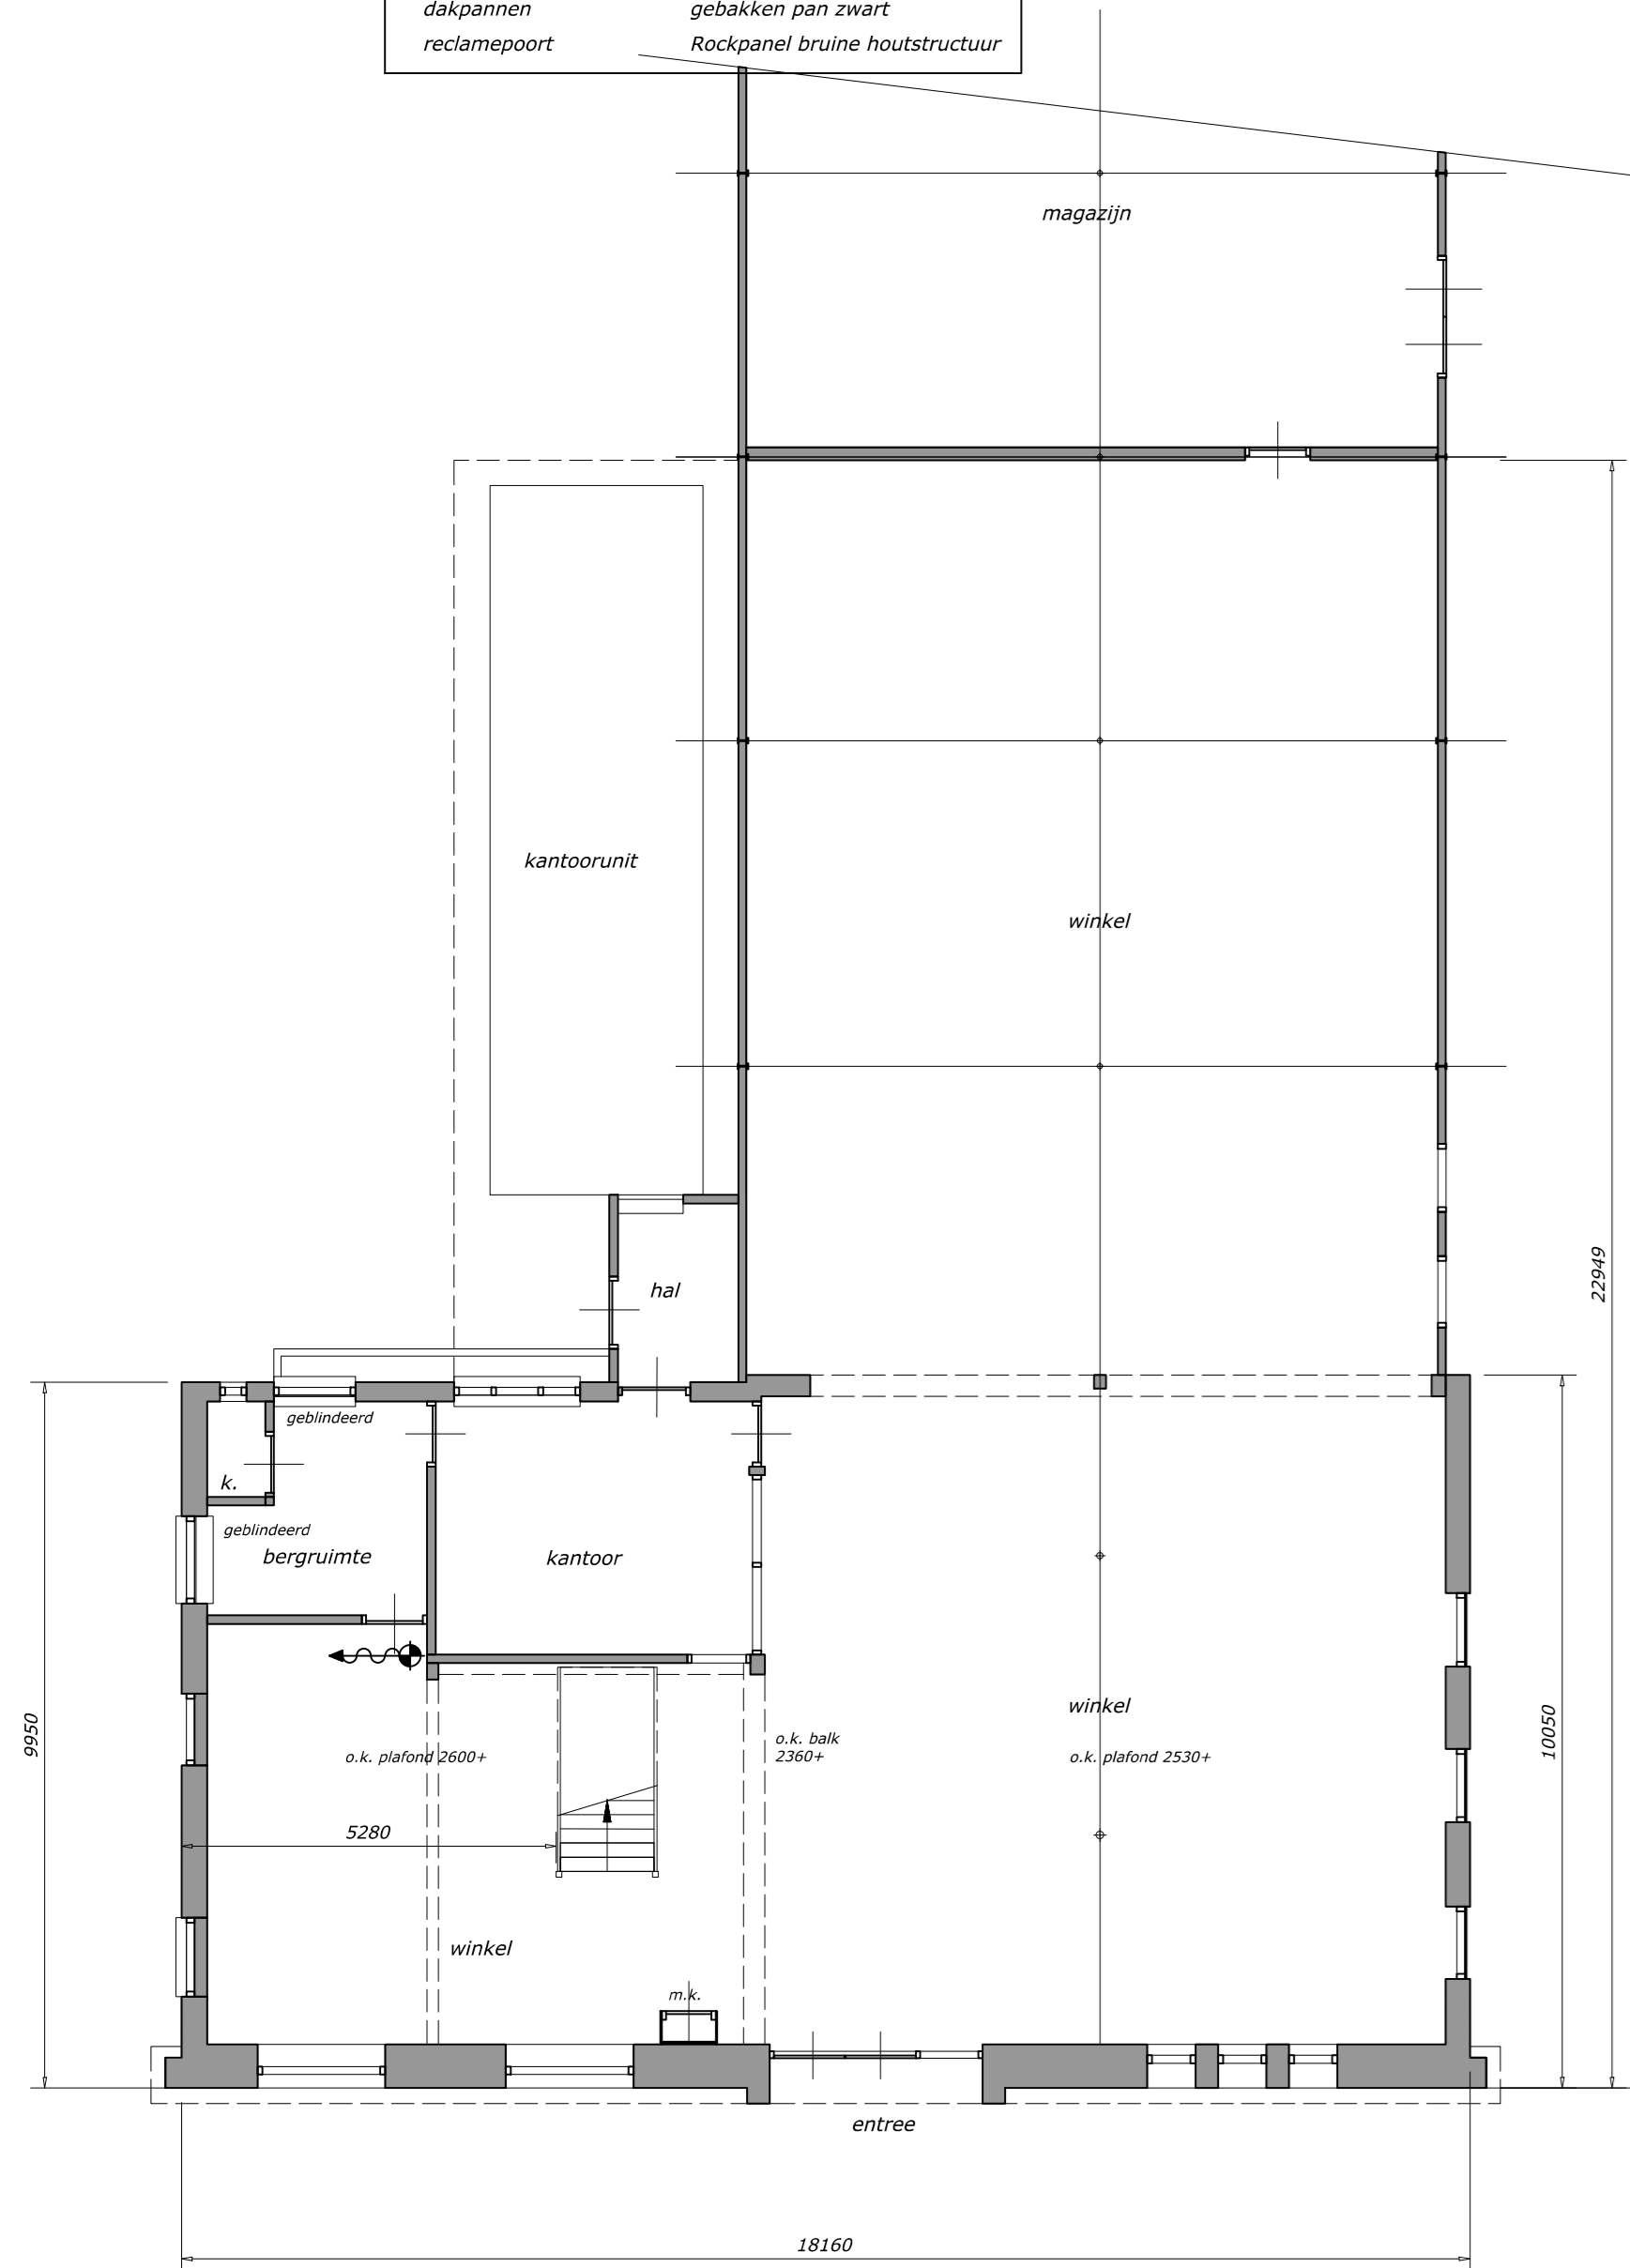 dakpannen gebakken pan zwart
reclamepoort Rockpanel bruine houtstructuur
magazijn
kantoorunit
winkel
hal
22949
geblindeerd
k.
geblindeerd
bergruimte
kantoor
winkel
9950
10050
o.k. balk
2360+
o.k. plafond 2600+
o.k. plafond 2530+
5280
winkel
m.k.
entree
18160